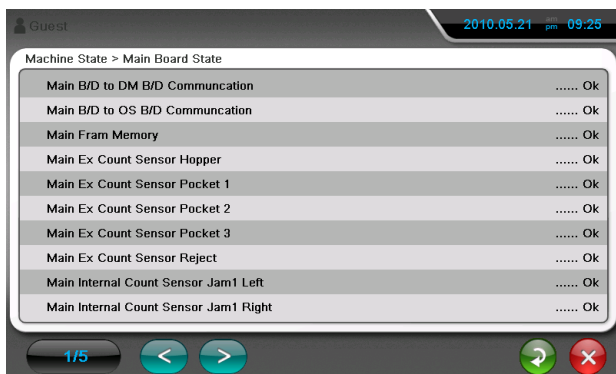 Guest
2010.05.21 am pm 09:25
Machine State > Main Board State
Main B/D to DM B/D Communcation ...... Ok
Main B/D to OS B/D Communcation ...... Ok
Main Fram Memory ...... Ok
Main Ex Count Sensor Hopper ...... Ok
Main Ex Count Sensor Pocket 1 ...... Ok
Main Ex Count Sensor Pocket 2 ...... Ok
Main Ex Count Sensor Pocket 3 ...... Ok
Main Ex Count Sensor Reject ...... Ok
Main Internal Count Sensor Jam1 Left ...... Ok
Main Internal Count Sensor Jam1 Right ...... Ok
1/5 < >